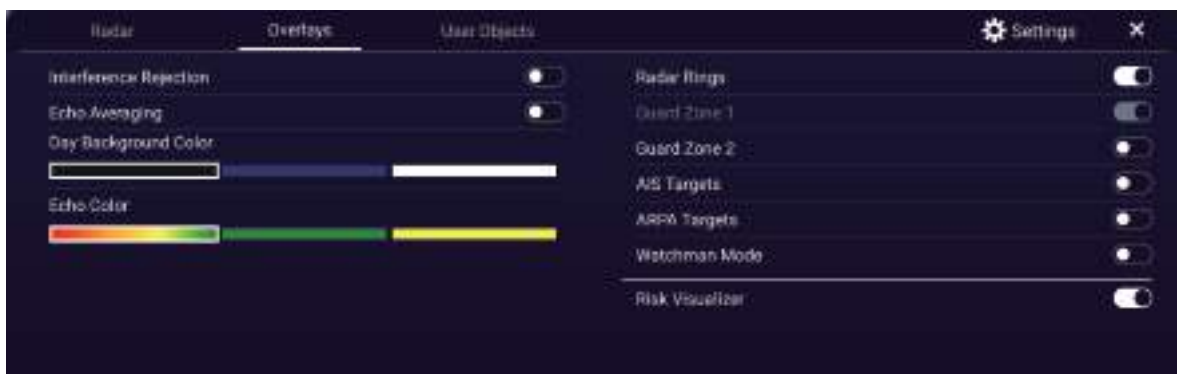 Radar Overlays User Objects Settings
Interference Rejection
Echo Averaging
Day Background Color
Echo Color
Radar Rings
Guard Zone 1
Guard Zone 2
AIS Targets
ARPA Targets
Watchman Mode
Risk Visualizer